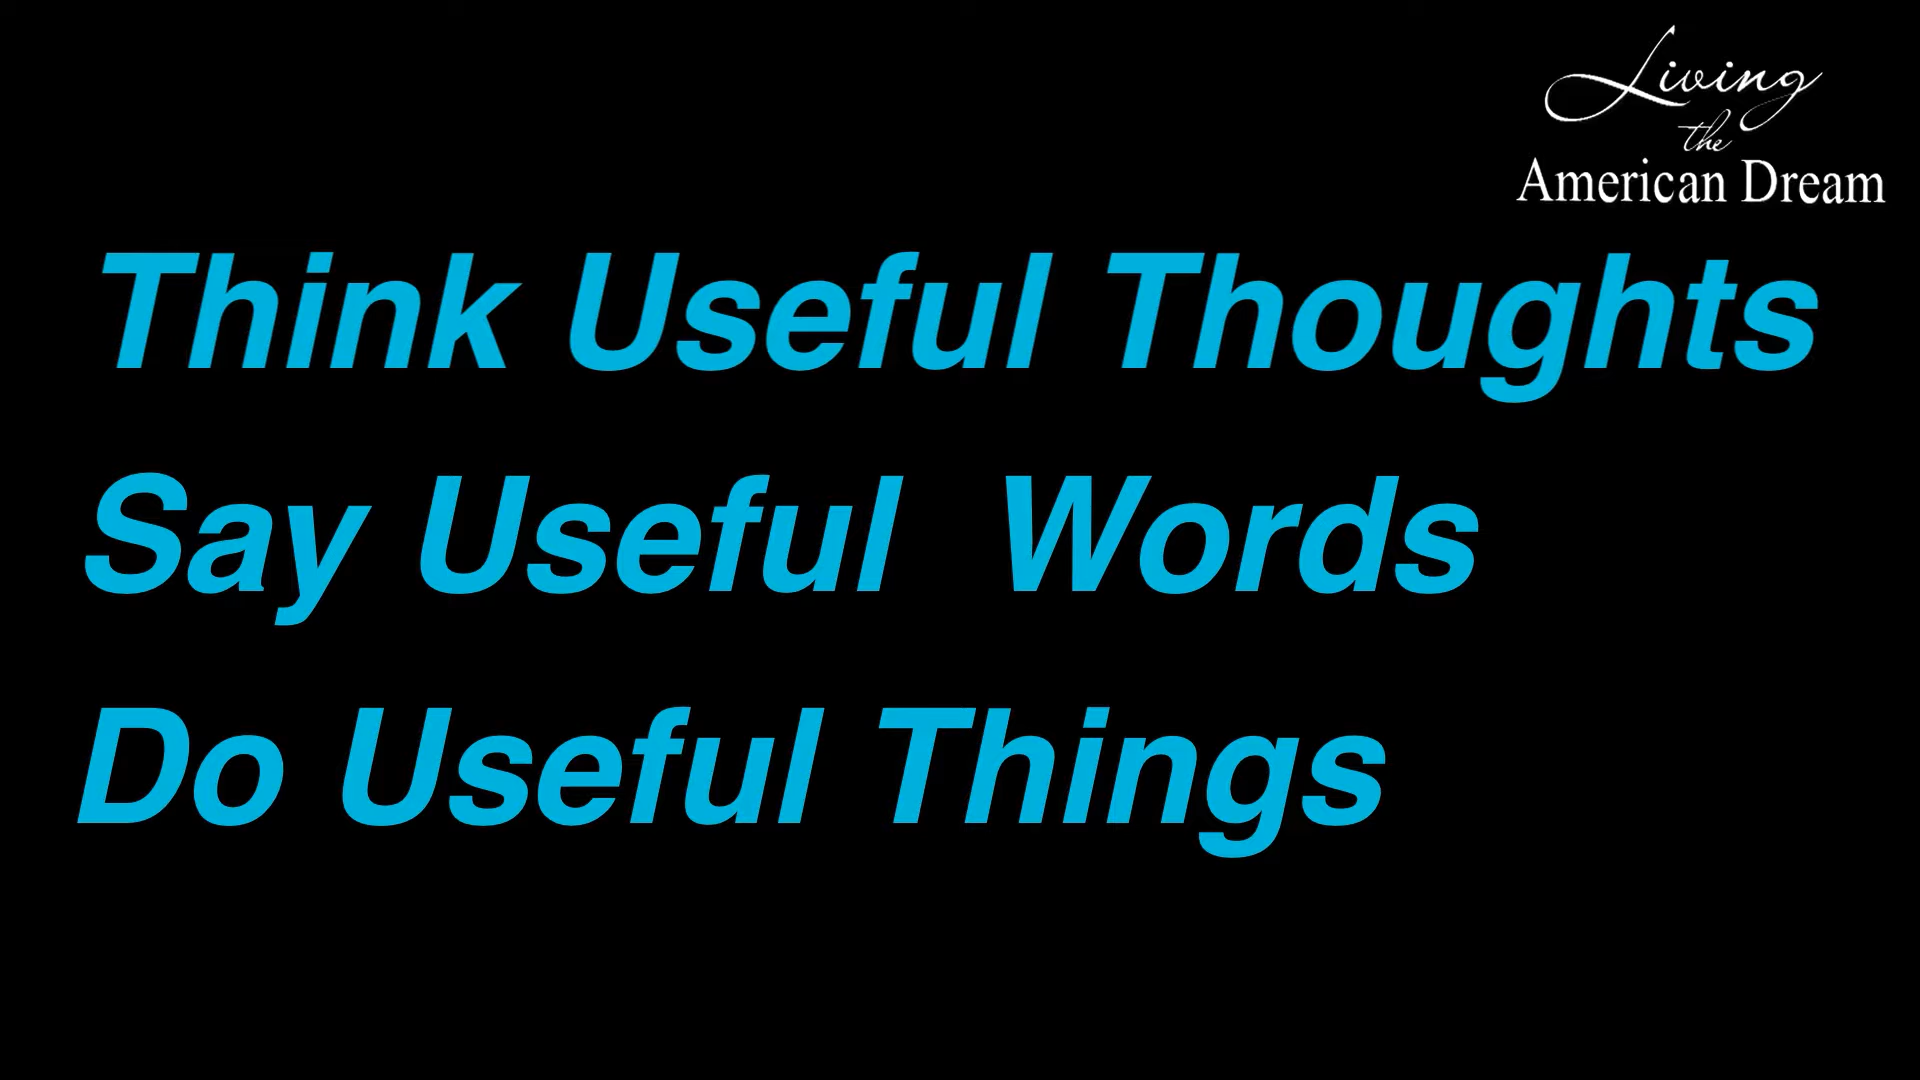 Living
the
American Dream
Think Useful Thoughts
Say Useful  Words
Do Useful Things